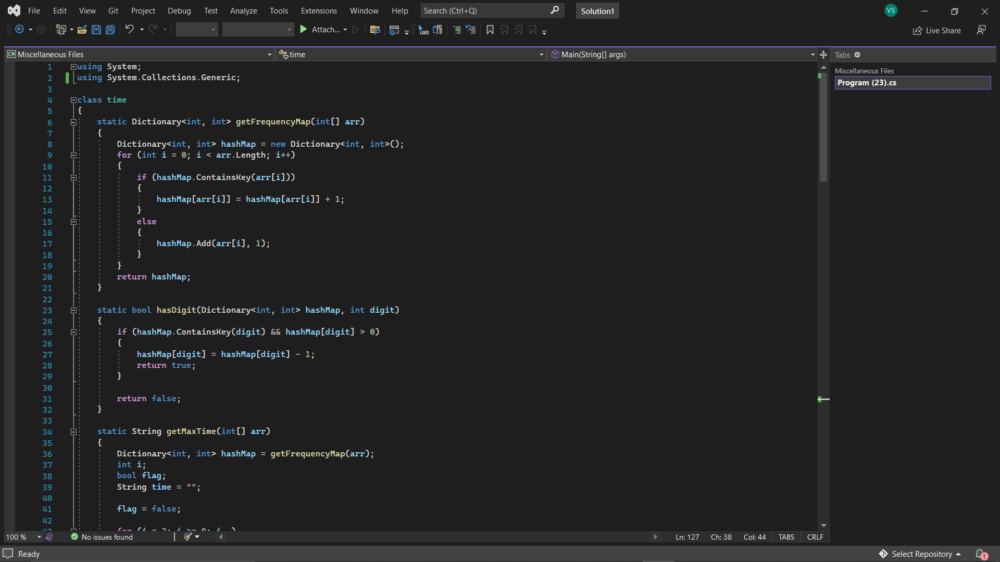 File Edit View Git Project Debug Test Analyze Tools Extensions Window Help Search (Ctrl+Q) Solution1 VS
Attach... Live Share
C# Miscellaneous Files time Main(String[] args) Tabs
Miscellaneous Files
Program (23).cs
1 using System;
2 using System.Collections.Generic;
3
4 class time
5 {
6 static Dictionary<int, int> getFrequencyMap(int[] arr)
7 {
8 Dictionary<int, int> hashMap = new Dictionary<int, int>();
9 for (int i = 0; i < arr.Length; i++)
10 {
11 if (hashMap.ContainsKey(arr[i]))
12 {
13 hashMap[arr[i]] = hashMap[arr[i]] + 1;
14 }
15 else
16 {
17 hashMap.Add(arr[i], 1);
18 }
19 }
20 return hashMap;
21 }
22
23 static bool hasDigit(Dictionary<int, int> hashMap, int digit)
24 {
25 if (hashMap.ContainsKey(digit) && hashMap[digit] > 0)
26 {
27 hashMap[digit] = hashMap[digit] - 1;
28 return true;
29 }
30
31 return false;
32 }
33
34 static String getMaxTime(int[] arr)
35 {
36 Dictionary<int, int> hashMap = getFrequencyMap(arr);
37 int i;
38 bool flag;
39 String time = "";
40
41 flag = false;
42
43 for (i = 2; i >= 0; i--)
100 % No issues found Ln: 127 Ch: 38 Col: 44 TABS CRLF
Ready Select Repository 1